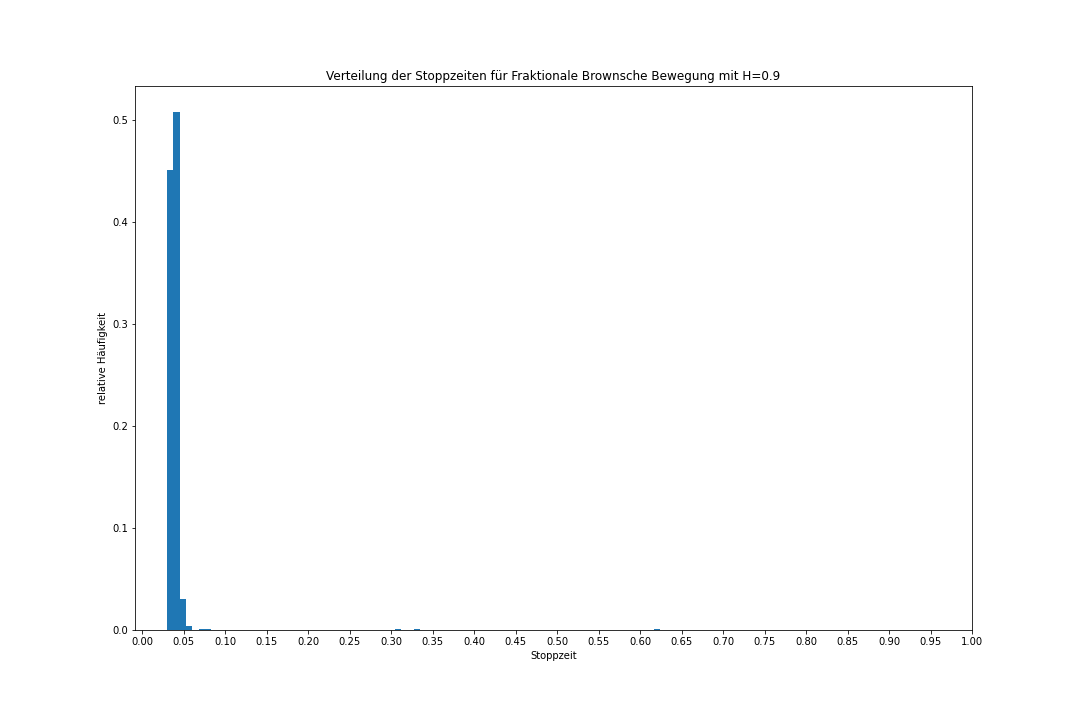 Verteilung der Stoppzeiten für Fraktionale Brownsche Bewegung mit H=0.9
0.5
0.4
0.3
0.2
0.1
0.0
relative Häufigkeit
0.00 0.05 0.10 0.15 0.20 0.25 0.30 0.35 0.40 0.45 0.50 0.55 0.60 0.65 0.70 0.75 0.80 0.85 0.90 0.95 1.00
Stoppzeit